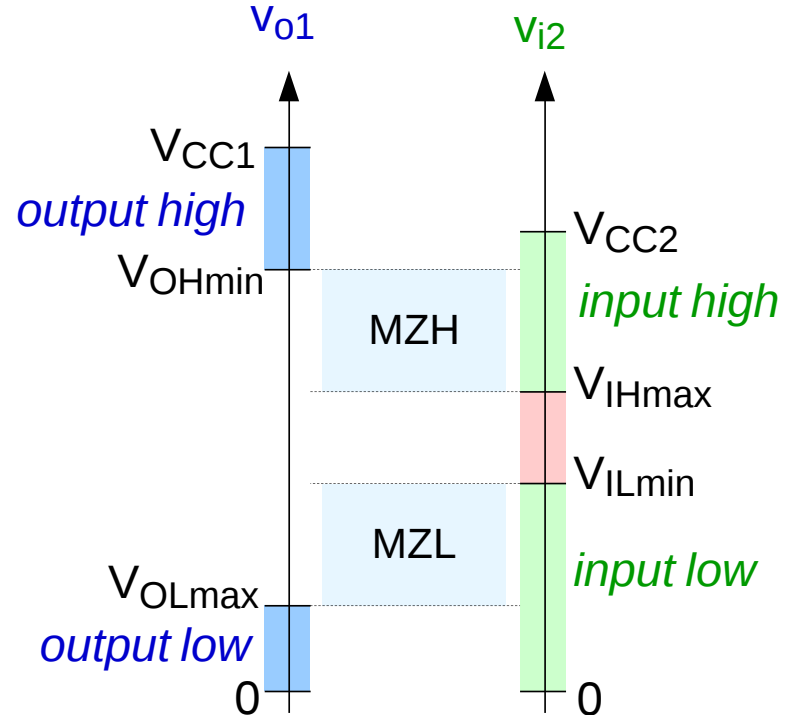 vo1
vi2
VCC1
output high
VCC2
VOHmin
input high
MZH
VIHmax
VILmin
MZL
input low
VOLmax
output low
0
0